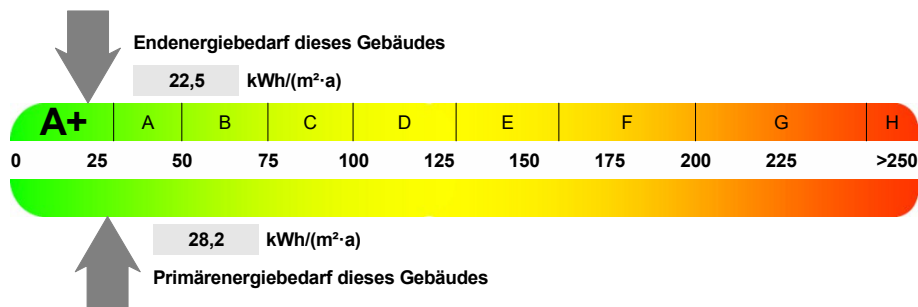 Endenergiebedarf dieses Gebäudes
22,5 kWh/(m²·a)
A+ A B C D E F G H
0 25 50 75 100 125 150 175 200 225 >250
28,2 kWh/(m²·a)
Primärenergiebedarf dieses Gebäudes